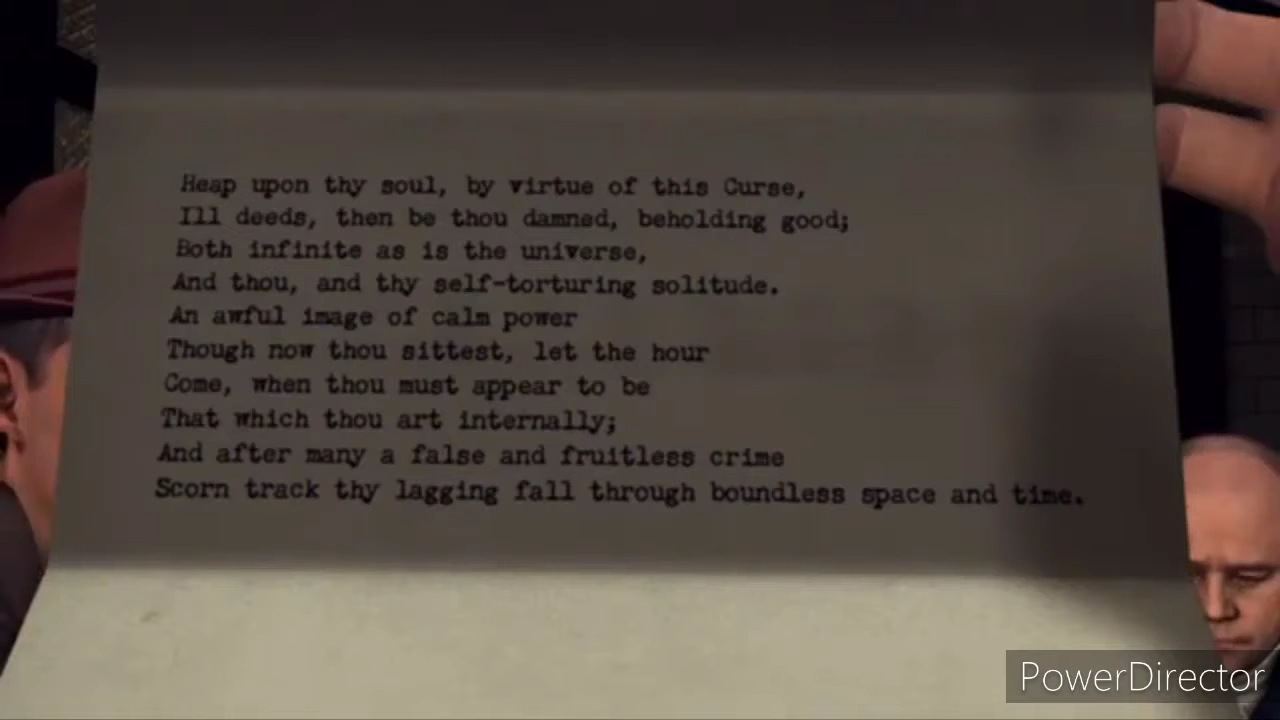 Heap upon thy soul, by virtue of this Curse,
Ill deeds, then be thou damned, beholding good;
Both infinite as is the universe,
And thou, and thy self-torturing solitude.
An awful image of calm power
Though now thou sittest, let the hour
Come, when thou must appear to be
That which thou art internally;
And after many a false and fruitless crime
Scorn track thy lagging fall through boundless space and time.
PowerDirector